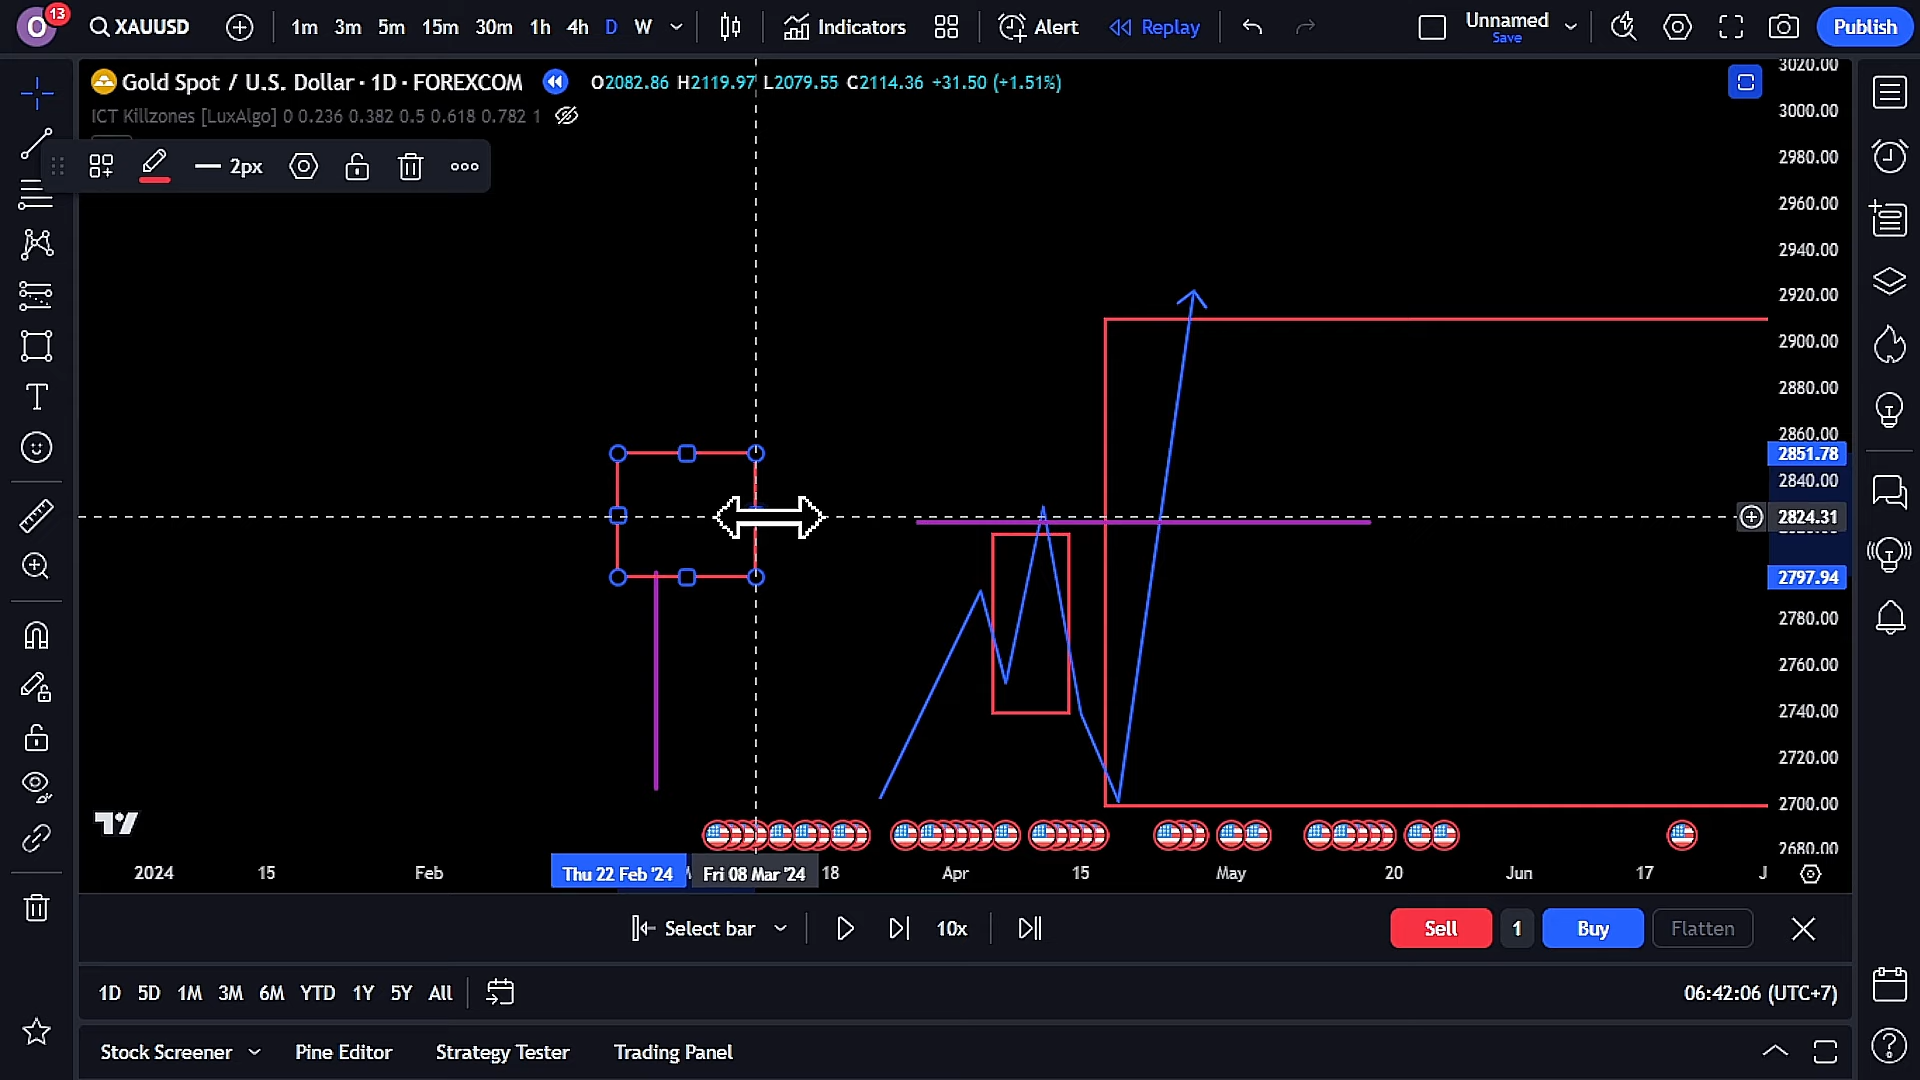 O 13 XAUUSD 1m 3m 5m 15m 30m 1h 4h D W Indicators Alert Replay Unnamed Save Publish
Gold Spot / U.S. Dollar · 1D · FOREXCOM O2082.86 H2119.97 L2079.55 C2114.36 +31.50 (+1.51%)
ICT Killzones [LuxAlgo] 0 0.236 0.382 0.5 0.618 0.782 1
2px
3020.00
3000.00
2980.00
2960.00
2940.00
2920.00
2900.00
2880.00
2860.00
2851.78
2840.00
2824.31
2797.94
2780.00
2760.00
2740.00
2720.00
2700.00
2680.00
2024 15 Feb Thu 22 Feb '24 Fri 08 Mar '24 18 Apr 15 May 20 Jun 17 J
Select bar 10x Sell 1 Buy Flatten
1D 5D 1M 3M 6M YTD 1Y 5Y All 06:42:06 (UTC+7)
Stock Screener Pine Editor Strategy Tester Trading Panel